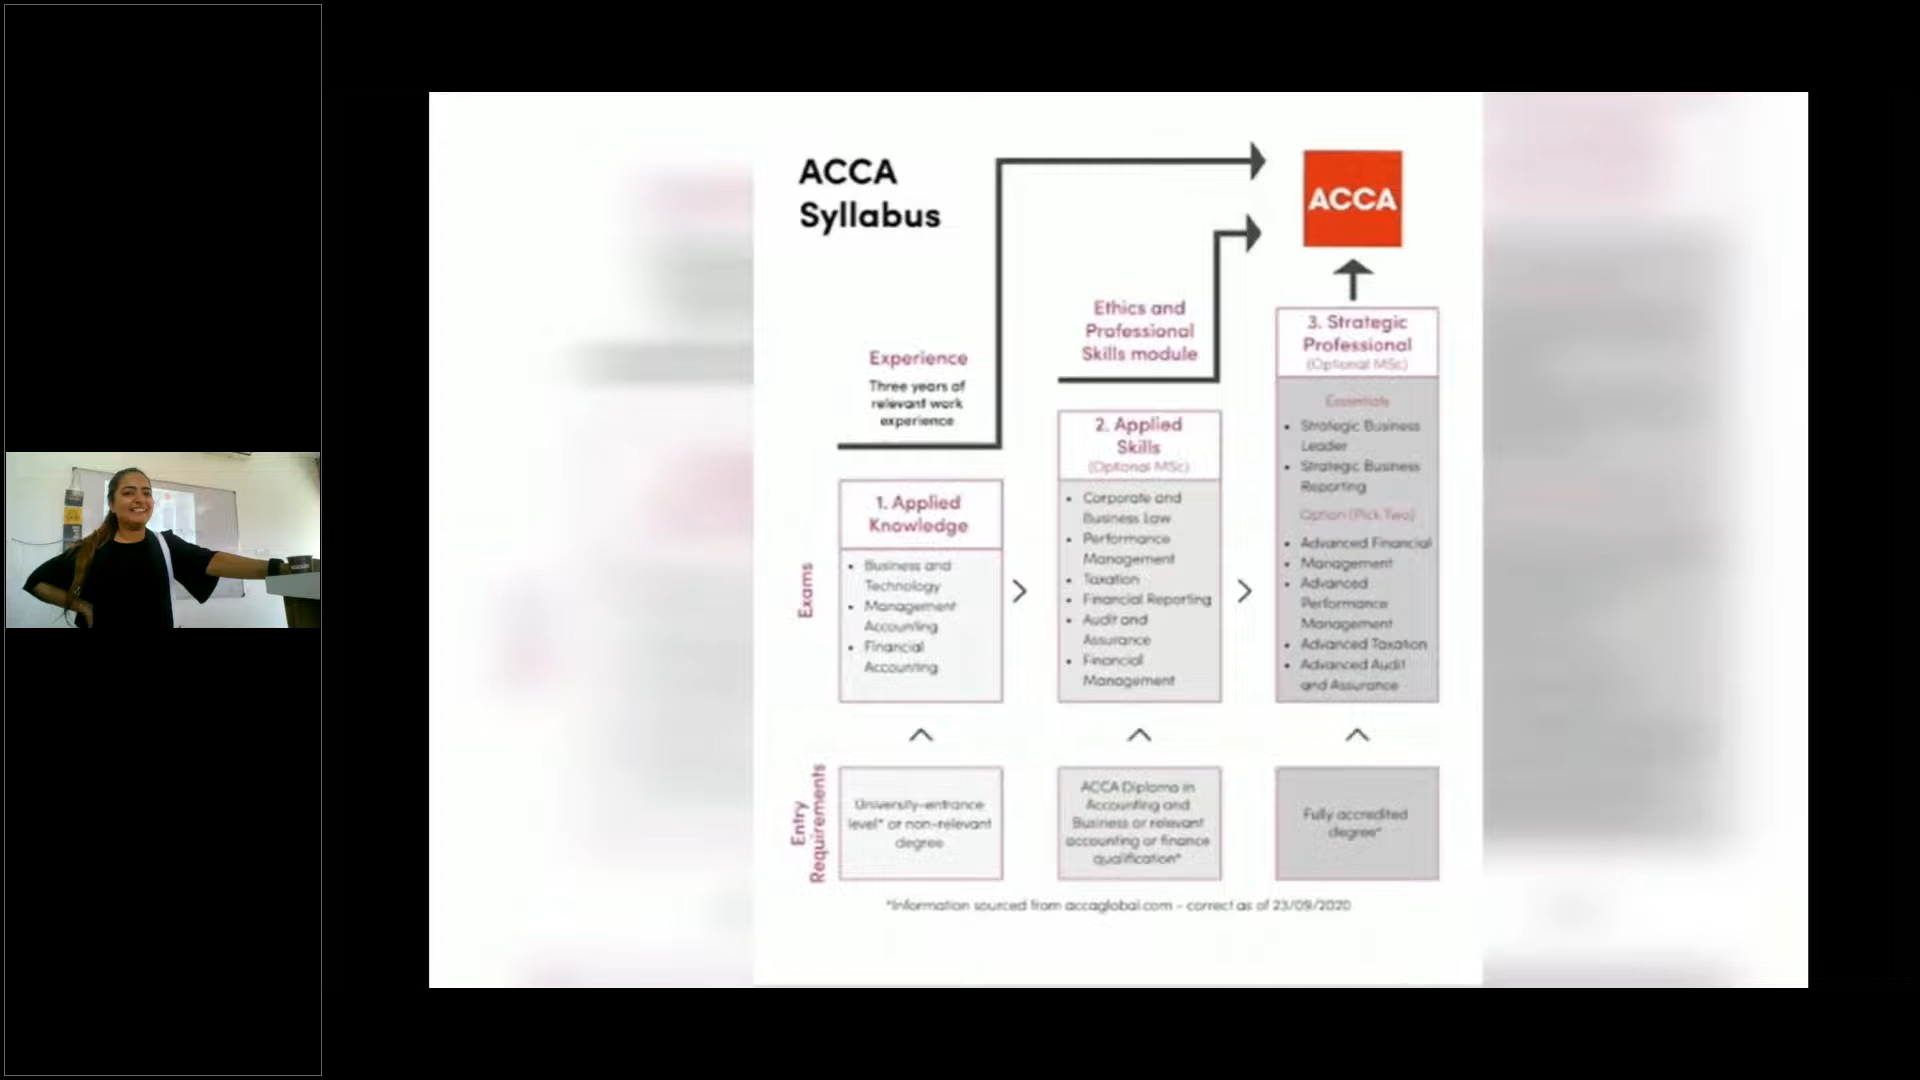 ACCA
Syllabus
ACCA
Experience
Three years of
relevant work
experience
Ethics and
Professional
Skills module
Exams
1. Applied
Knowledge
• Business and
Technology
• Management
Accounting
• Financial
Accounting
2. Applied
Skills
(Optional MSc)
• Corporate and
Business Law
• Performance
Management
• Taxation
• Financial Reporting
• Audit and
Assurance
• Financial
Management
3. Strategic
Professional
(Optional MSc)
Essentials
• Strategic Business
Leader
• Strategic Business
Reporting
Option (Pick Two)
• Advanced Financial
• Management
• Advanced
Performance
Management
• Advanced Taxation
• Advanced Audit
and Assurance
Entry
Requirements
University-entrance
level* or non-relevant
degree
ACCA Diploma in
Accounting and
Business or relevant
accounting or finance
qualification*
Fully accredited
degree*
*Information sourced from accaglobal.com - correct as of 23/09/2020